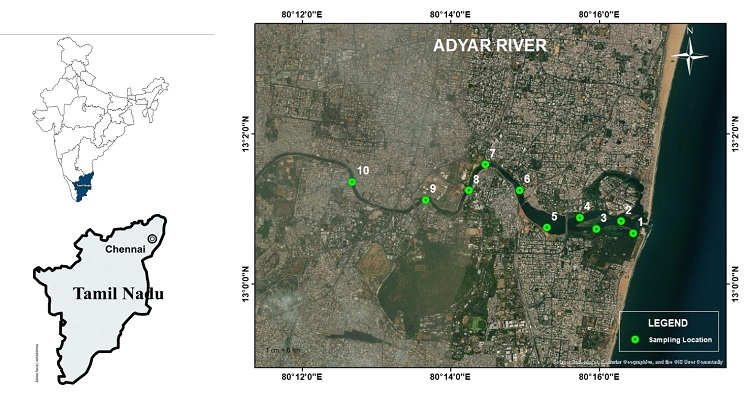 80°12'0"E 80°14'0"E 80°16'0"E
ADYAR RIVER
N
13°2'0"N 13°2'0"N
7
10
6
8
9
2
4
5
3
1
Chennai
Tamil Nadu
13°0'0"N 13°0'0"N
LEGEND
Sampling Location
80°12'0"E 80°14'0"E 80°16'0"E